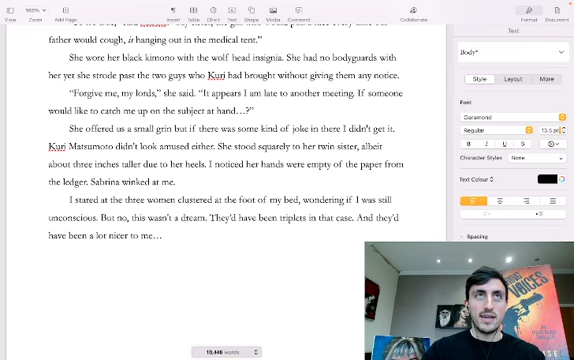 View
Zoom
Add Page
Insert
Table
Chart
Text
Shape
Media
Comment
Collaborate
Format
Document
father would cough, it hanging out in the medical tent.”
She wore her black kimono with the wolf head insignia. She had no bodyguards with
her yet she strode past the two guys who Kuri had brought without giving them any notice.
“Forgive me, my lords,” she said. “It appears I am late to another meeting. If someone
would like to catch me up on the subject at hand…?”
She offered us a small grin but if there was some kind of joke in there I didn't get it.
Kuri Matsumoto didn't look amused either. She stood squarely to her twin sister, albeit
about three inches taller due to her heels. I noticed her hands were empty of the paper from
the ledger. Sabrina winked at me.
I stared at the three women clustered at the foot of my bed, wondering if I was still
unconscious. But no, this wasn't a dream. They'd have been triplets in that case. And they'd
have been a lot nicer to me…
10,446 words
Text
Body*
Style
Layout
More
Font
Garamond
Regular
13.5 pt
B
I
U
S
Character Styles
None
Text Colour
Spacing
VOICES